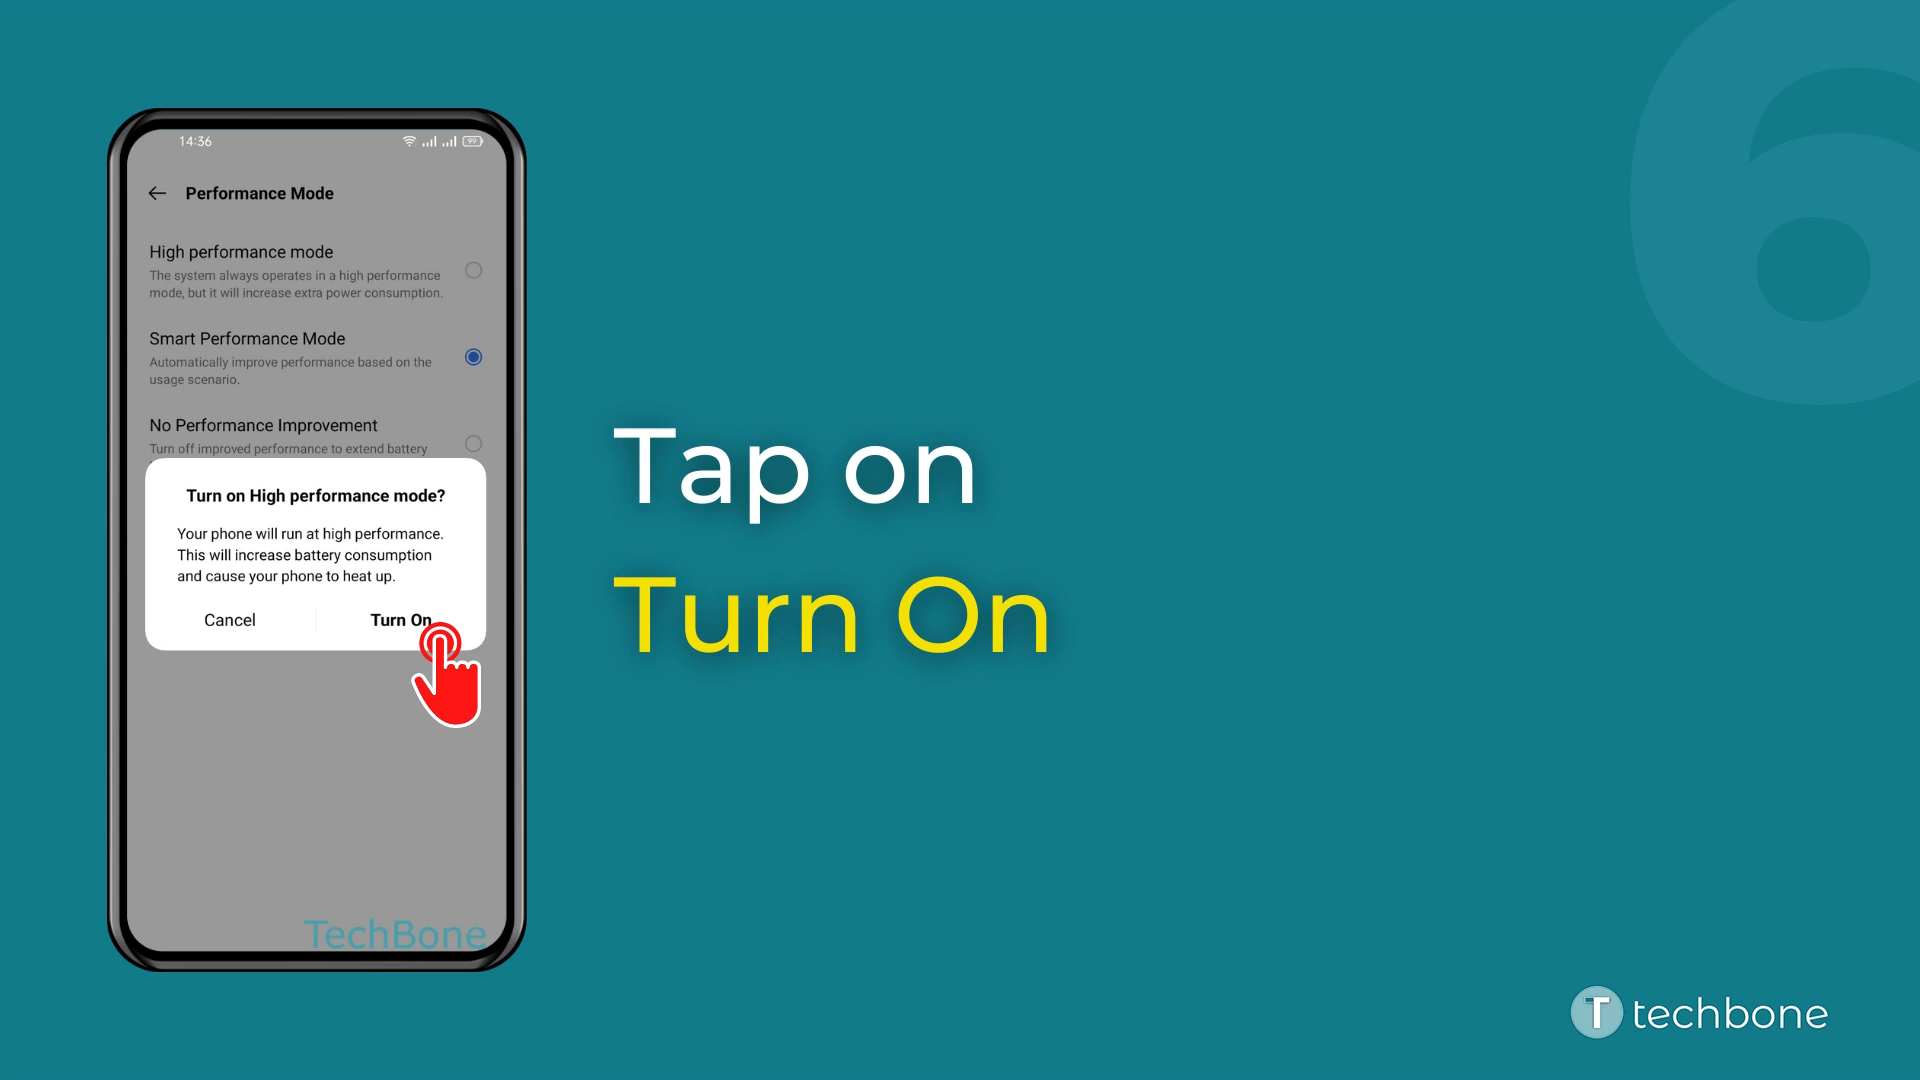 6
14:36
99
Performance Mode
High performance mode
The system always operates in a high performance
mode, but it will increase extra power consumption.
Smart Performance Mode
Automatically improve performance based on the
usage scenario.
No Performance Improvement
Turn off improved performance to extend battery
Turn on High performance mode?
Your phone will run at high performance.
This will increase battery consumption
and cause your phone to heat up.
Cancel
Turn On
TechBone
Tap on
Turn On
T techbone